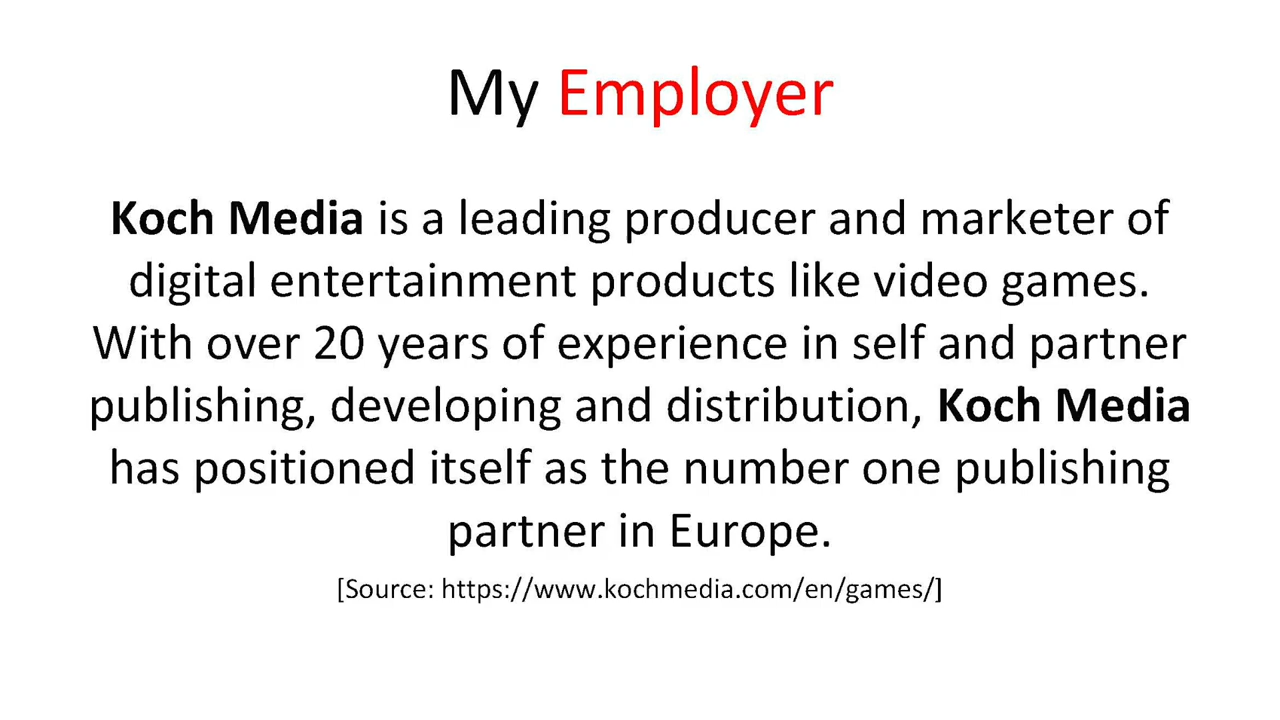 My Employer
Koch Media is a leading producer and marketer of
digital entertainment products like video games.
With over 20 years of experience in self and partner
publishing, developing and distribution, Koch Media
has positioned itself as the number one publishing
partner in Europe.
[Source: https://www.kochmedia.com/en/games/]